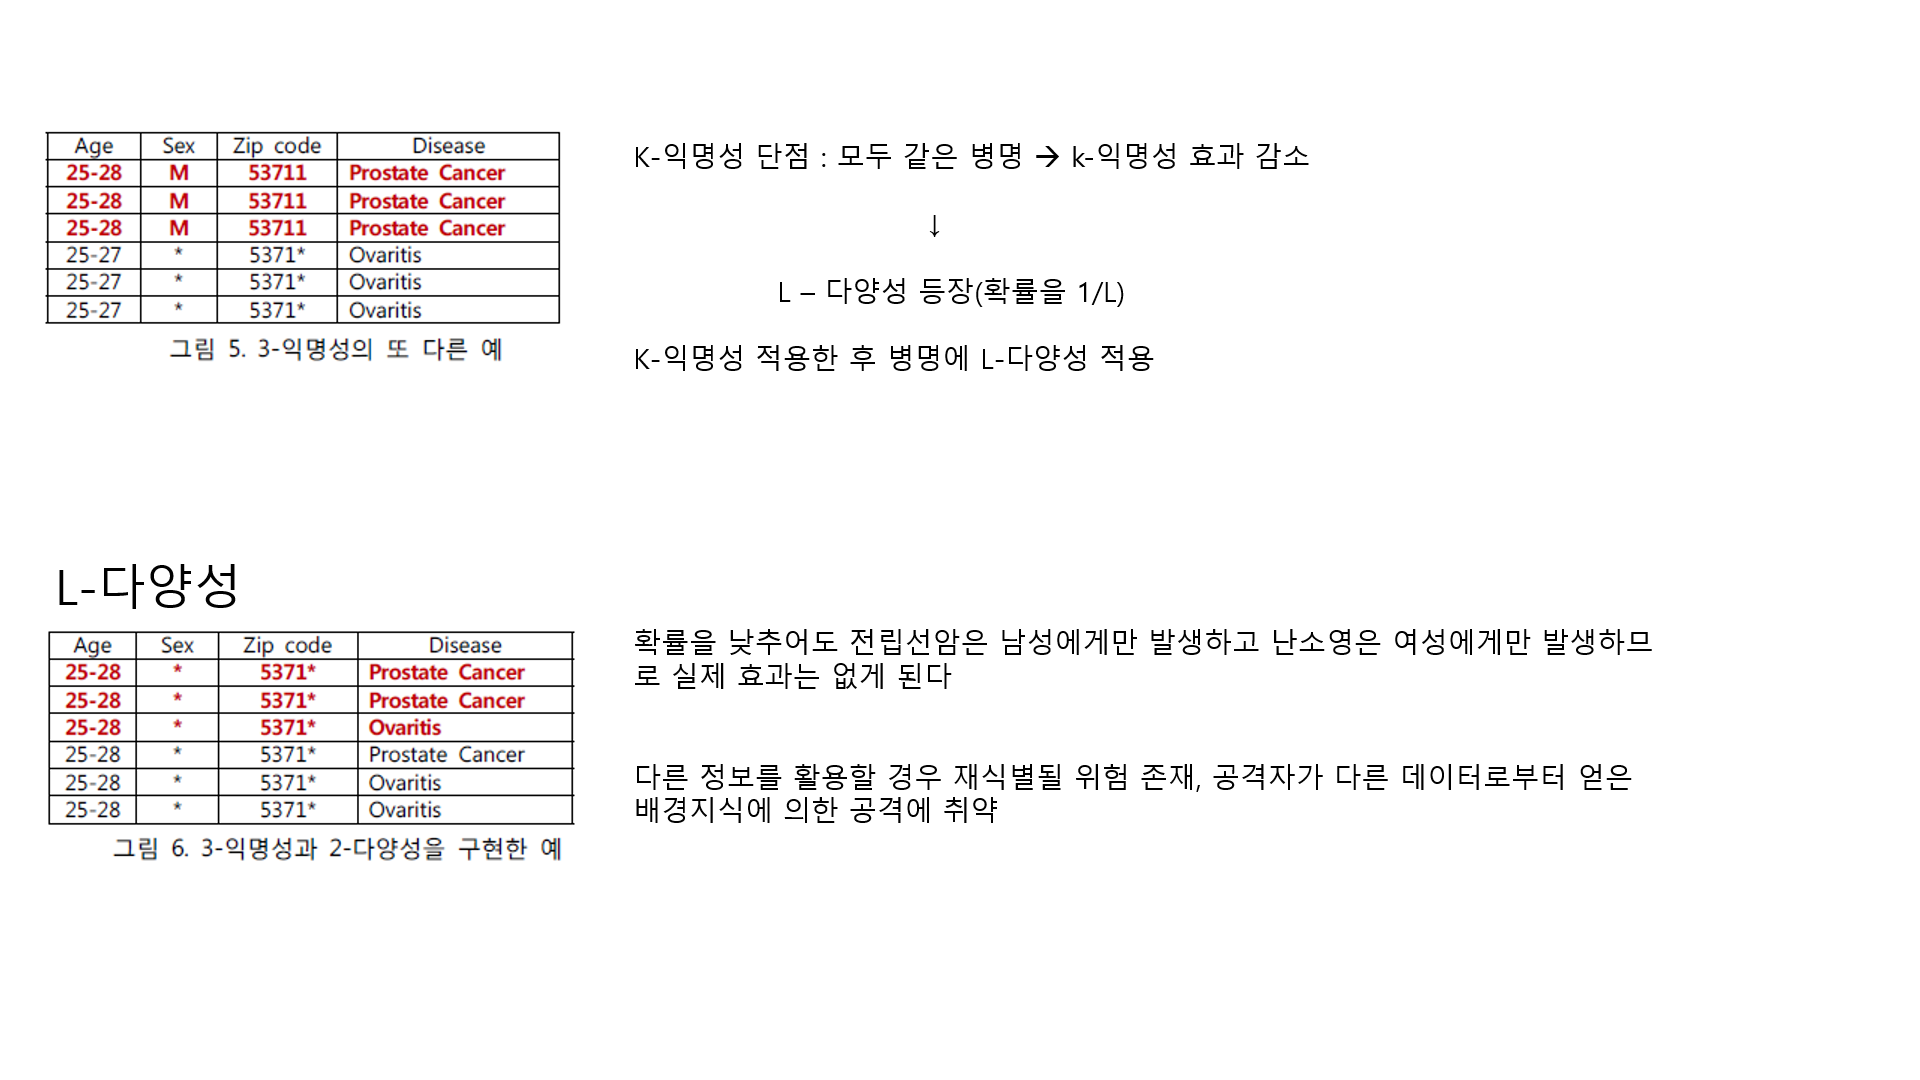 Age Sex Zip code Disease
25-28 M 53711 Prostate Cancer
25-28 M 53711 Prostate Cancer
25-28 M 53711 Prostate Cancer
25-27 * 5371* Ovaritis
25-27 * 5371* Ovaritis
25-27 * 5371* Ovaritis
그림 5. 3-익명성의 또 다른 예
K-익명성 단점 : 모두 같은 병명 → k-익명성 효과 감소
↓
L – 다양성 등장(확률을 1/L)
K-익명성 적용한 후 병명에 L-다양성 적용
L-다양성
Age Sex Zip code Disease
25-28 * 5371* Prostate Cancer
25-28 * 5371* Prostate Cancer
25-28 * 5371* Ovaritis
25-28 * 5371* Prostate Cancer
25-28 * 5371* Ovaritis
25-28 * 5371* Ovaritis
그림 6. 3-익명성과 2-다양성을 구현한 예
확률을 낮추어도 전립선암은 남성에게만 발생하고 난소영은 여성에게만 발생하므
로 실제 효과는 없게 된다
다른 정보를 활용할 경우 재식별될 위험 존재, 공격자가 다른 데이터로부터 얻은
배경지식에 의한 공격에 취약